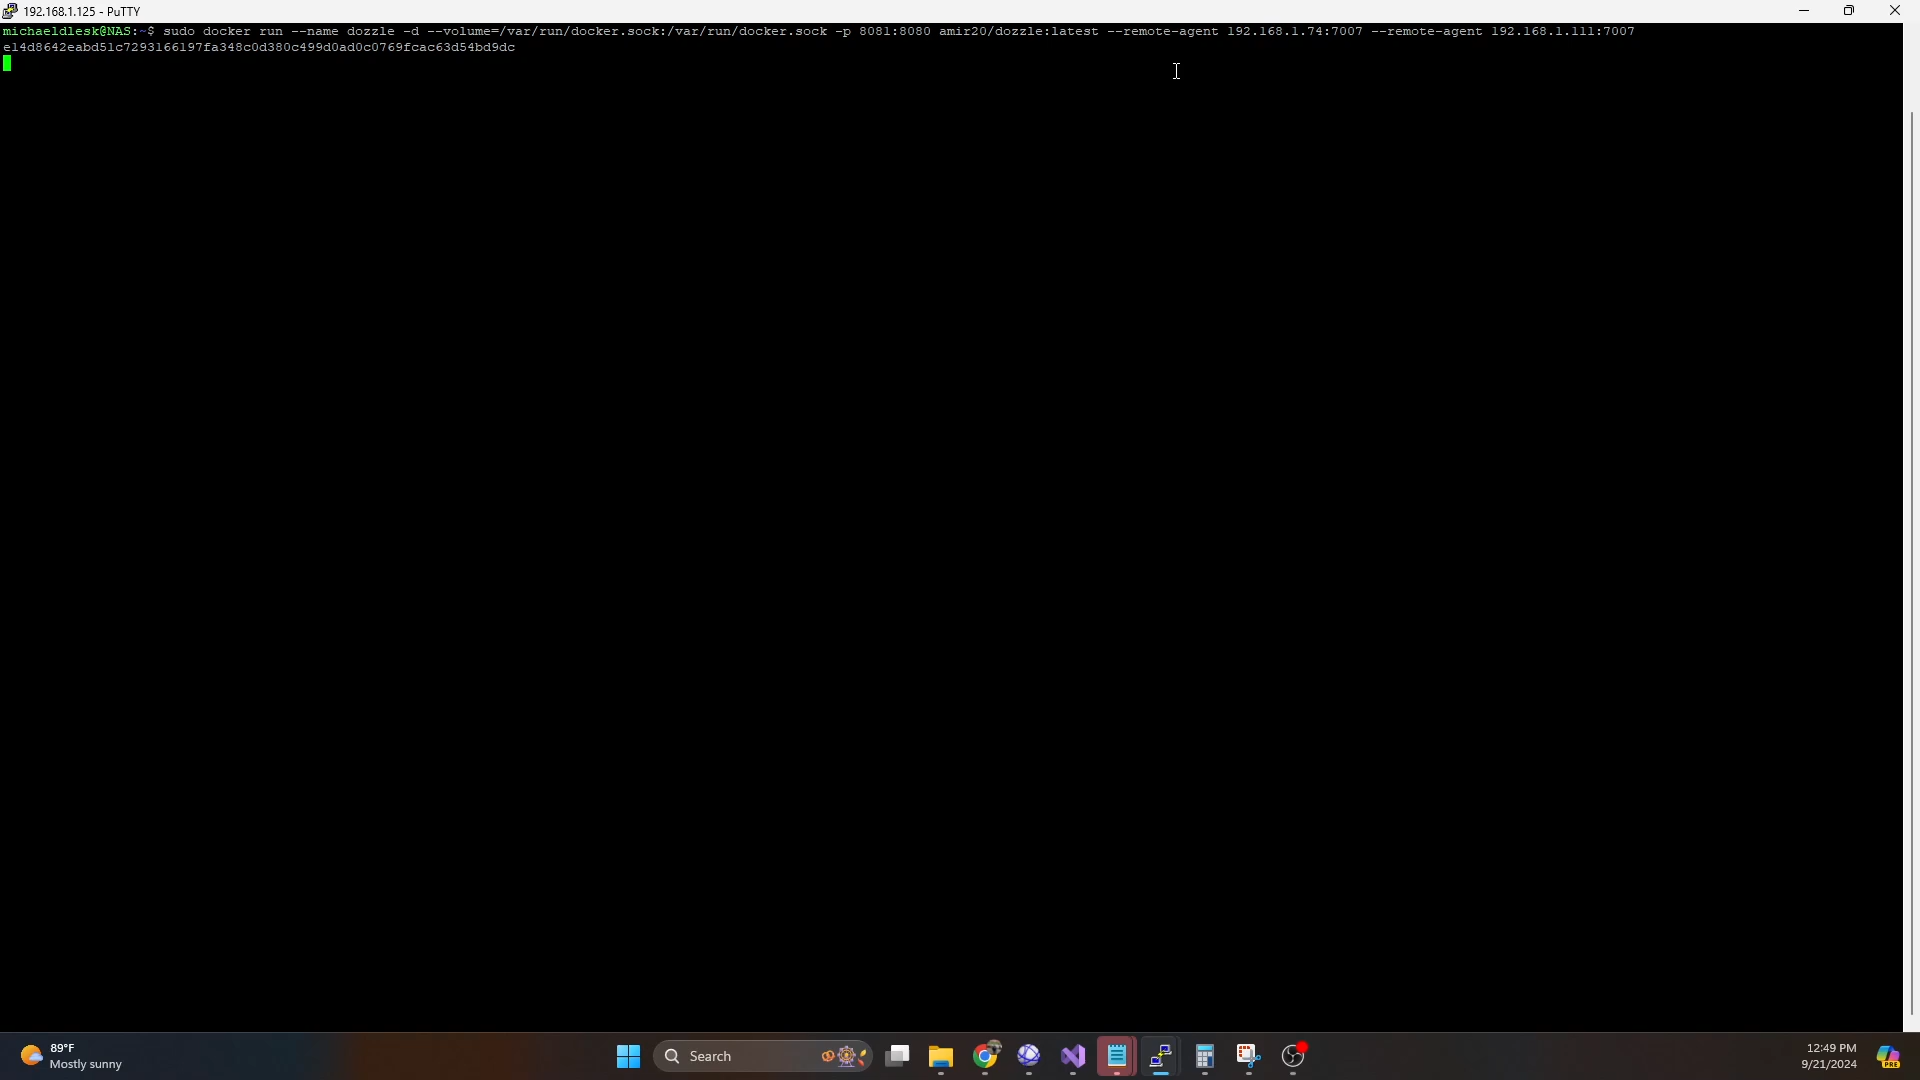 192.168.1.125 - PuTTY
michaeldlesk@NAS:~$ sudo docker run --name dozzle -d --volume=/var/run/docker.sock:/var/run/docker.sock -p 8081:8080 amir20/dozzle:latest --remote-agent 192.168.1.74:7007 --remote-agent 192.168.1.111:7007
e14d8642eabd51c7293166197fa348c0d380c499d0ad0c0769fcac63d54bd9dc
89°F
Mostly sunny
Search
12:49 PM
9/21/2024
PRE